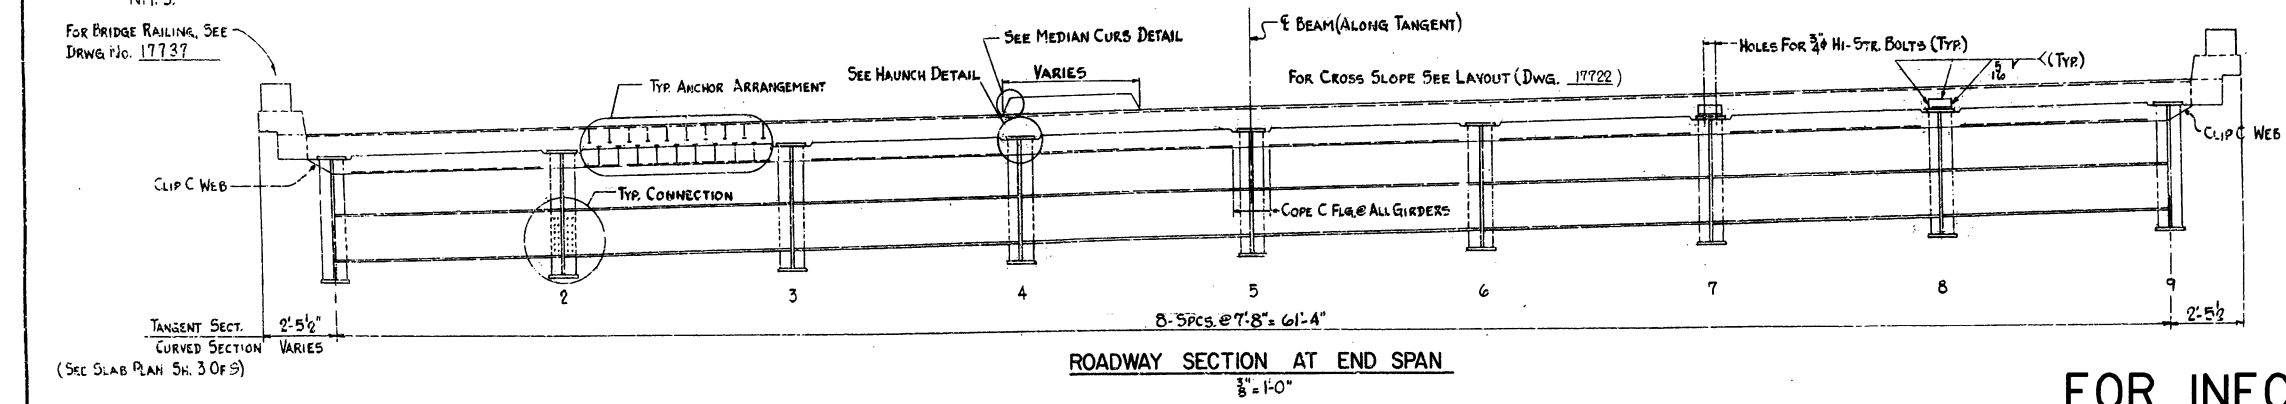 FOR BRIDGE RAILING, SEE
DRWG No. 17737
TYP. ANCHOR ARRANGEMENT
SEE HAUNCH DETAIL
SEE MEDIAN CURB DETAIL
VARIES
℄ BEAM (ALONG TANGENT)
FOR CROSS SLOPE SEE LAYOUT (DWG. 17722)
HOLES FOR 3/4"ϕ HI-STR. BOLTS (TYP.)
5/16
(TYP.)
CLIP C WEB
CLIP C WEB
TYP. CONNECTION
COPE C FLG. @ ALL GIRDERS
2 3 4 5 6 7 8 9
TANGENT SECT. 2'-5½"
8-SPCS. @ 7'-8" = 61'-4"
2'-5½
CURVED SECTION VARIES
(SEE SLAB PLAN SH. 3 OF 9)
ROADWAY SECTION AT END SPAN
3/8" = 1'-0"
FOR